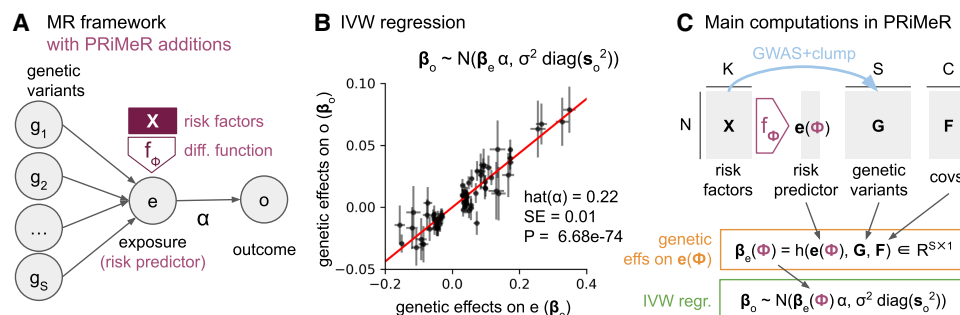 A MR framework
with PRiMeR additions
genetic
variants
g1
g2
...
gS
X risk factors
fΦ diff. function
e
α
o
exposure
(risk predictor)
outcome
B IVW regression
βo ~ N(βe α, σ² diag(so²))
genetic effects on o (βo)
0.10
0.05
0.00
−0.05
−0.2
0.0
0.2
0.4
hat(α) = 0.22
SE = 0.01
P = 6.68e-74
genetic effects on e (βe)
C Main computations in PRiMeR
GWAS+clump
K
S
C
N
X
fΦ
e(Φ)
G
F
risk
factors
risk
predictor
genetic
variants
covs
genetic
effs on e(Φ)
βe(Φ) = h(e(Φ), G, F) ∈ R^S×1
IVW regr.
βo ~ N(βe(Φ) α, σ² diag(so²))